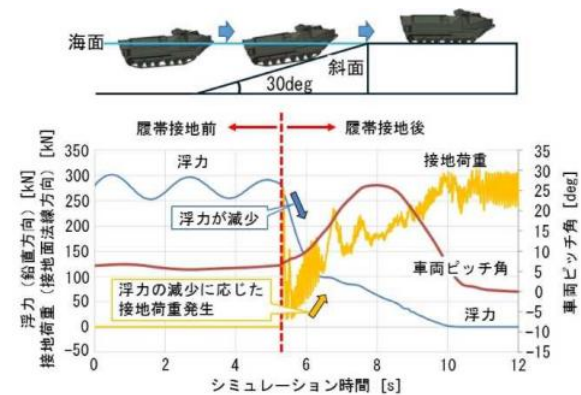 海面
斜面
30deg
履帯接地前
履帯接地後
浮力
接地荷重
浮力が減少
車両ピッチ角
浮力の減少に応じた
接地荷重発生
浮力
浮力（鉛直方向）[kN]
接地荷重（接地面法線方向）[kN]
350
300
250
200
150
100
50
0
-50
車両ピッチ角 [deg]
35
30
25
20
15
10
5
0
-5
-10
-15
0
2
4
6
8
10
12
シミュレーション時間 [s]